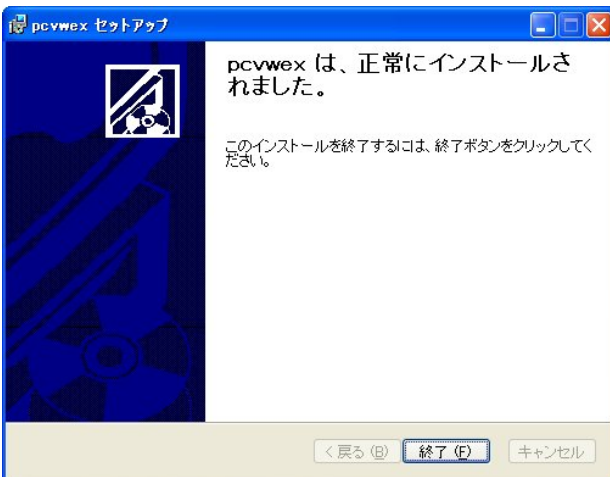 pcvwex セットアップ
pcvwex は、正常にインストールさ
れました。
このインストールを終了するには、終了ボタンをクリックしてく
ださい。
< 戻る (B)
終了 (F)
キャンセル